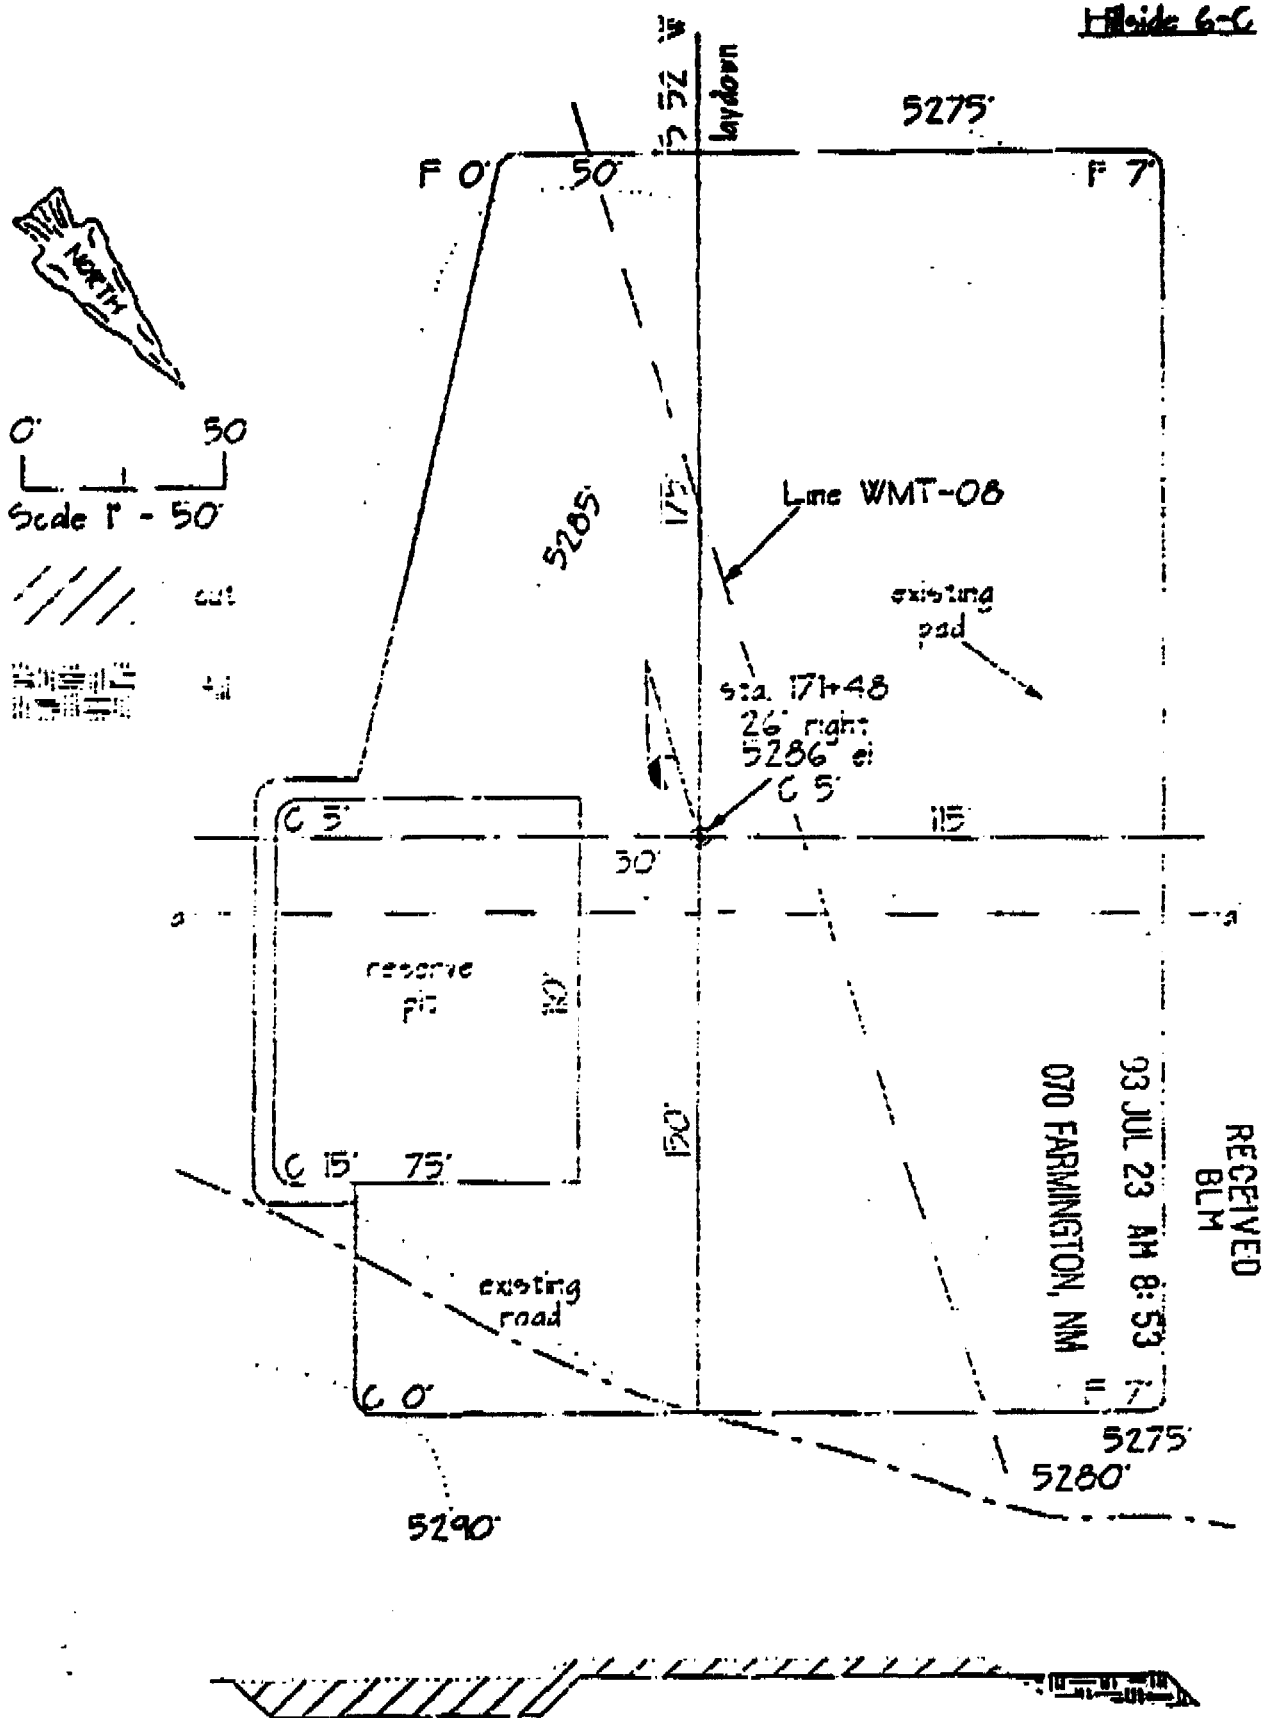 Hillside 6-C
S 52 W
laydown
5275'
F 0'
50'
F 7'
NORTH
0'
50
Scale 1" - 50'
cut
fill
5285'
175'
Line WMT-08
existing
pad
sta. 171+48
26' right
5286' el
C 5'
C 5'
30'
115'
a
a
reserve
pit
110'
C 15'
75'
existing
road
C 0'
F 7'
RECEIVED
BLM
93 JUL 23 AM 8:53
070 FARMINGTON, NM
5275'
5280'
5290'